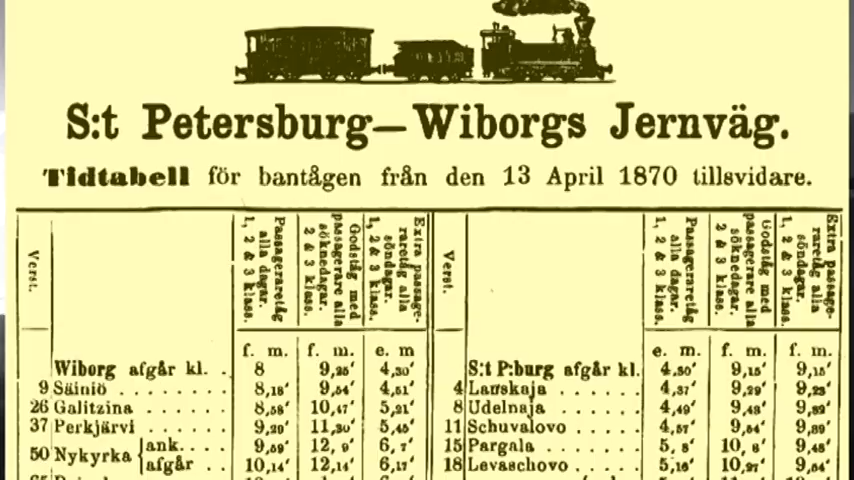 S:t Petersburg—Wiborgs Jernväg.
Tidtabell för bantågen från den 13 April 1870 tillsvidare.
Verst.
Passageraretåg alla dagar. 1, 2 & 3 klass.
Godståg med passagerare alla söknedagar. 2 & 3 klass.
Extra passageraretåg alla söndagar. 1, 2 & 3 klass.
Verst.
Passageraretåg alla dagar. 1, 2 & 3 klass.
Godståg med passagerare alla söknedagar. 2 & 3 klass.
Extra passageraretåg alla söndagar. 1, 2 & 3 klass.
f. m. f. m. e. m e. m. f. m. f. m.
Wiborg afgår kl. . 8 9,25' 4,30' S:t P:burg afgår kl. 4,30' 9,15' 9,15'
9 Säiniö . . . . . . . 8,18' 9,54' 4,51' 4 Lanskaja . . . . . . 4,37' 9,29' 9,23'
26 Galitzina . . . . . . 8,58' 10,47' 5,21' 8 Udelnaja . . . . . . 4,49' 9,43' 9,32'
37 Perkjärvi . . . . . . 9,29' 11,30' 5,45' 11 Schuvalovo . . . . 4,57' 9,54' 9,39'
50 Nykyrka ank. . . . 9,59' 12, 9' 6, 7' 15 Pargala . . . . . . . 5, 8' 10, 8' 9,48'
afgår . . 10,14' 12,14' 6,17' 18 Levaschovo . . . . 5,16' 10,27' 9,54'